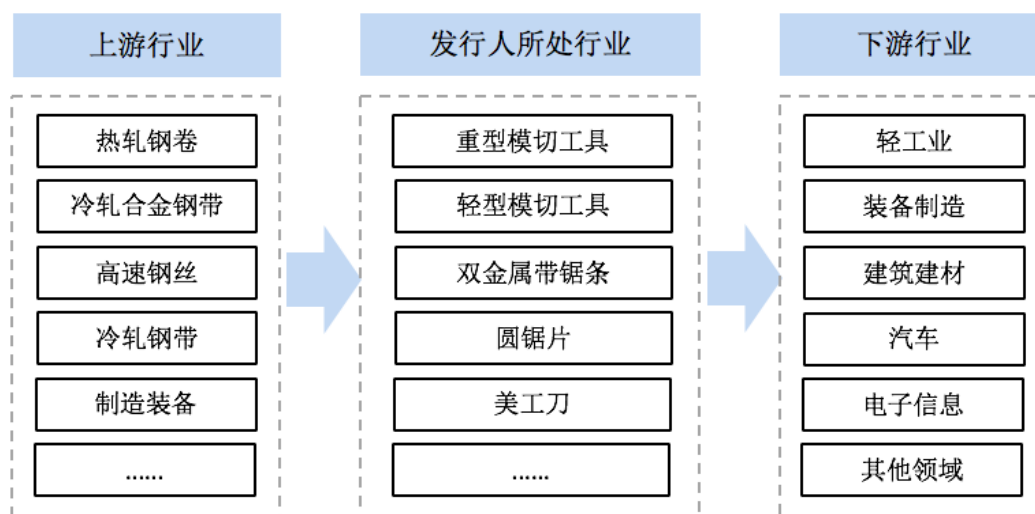 上游行业
热轧钢卷
冷轧合金钢带
高速钢丝
冷轧钢带
制造装备
……
发行人所处行业
重型模切工具
轻型模切工具
双金属带锯条
圆锯片
美工刀
……
下游行业
轻工业
装备制造
建筑建材
汽车
电子信息
其他领域